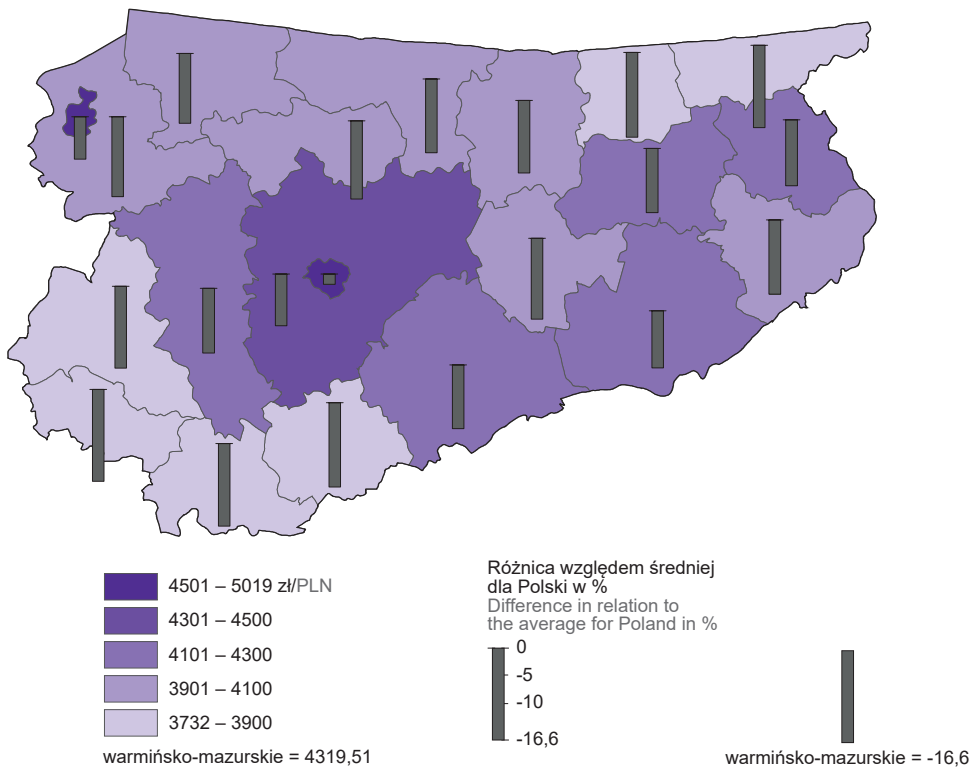 4501 – 5019 zł/PLN
4301 – 4500
4101 – 4300
3901 – 4100
3732 – 3900
warmińsko-mazurskie = 4319,51
Różnica względem średniej
dla Polski w %
Difference in relation to
the average for Poland in %
0
-5
-10
-16,6
warmińsko-mazurskie = -16,6